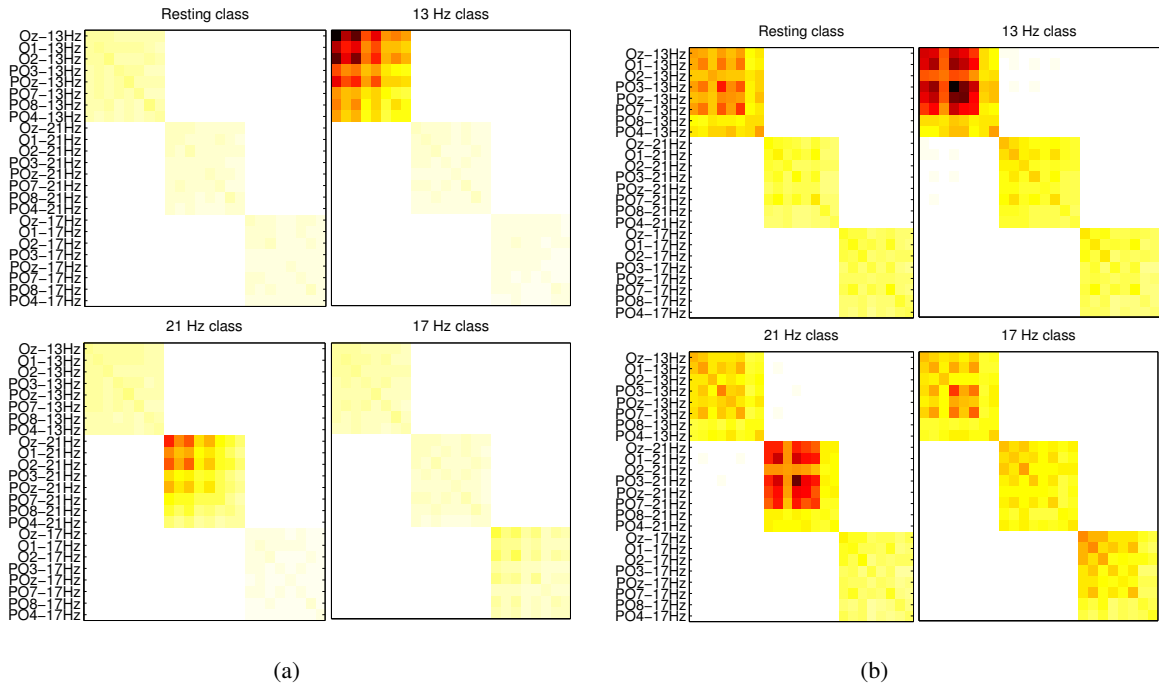 Resting class
13 Hz class
Oz−13Hz
O1−13Hz
O2−13Hz
PO3−13Hz
POz−13Hz
PO7−13Hz
PO8−13Hz
PO4−13Hz
Oz−21Hz
O1−21Hz
O2−21Hz
PO3−21Hz
POz−21Hz
PO7−21Hz
PO8−21Hz
PO4−21Hz
Oz−17Hz
O1−17Hz
O2−17Hz
PO3−17Hz
POz−17Hz
PO7−17Hz
PO8−17Hz
PO4−17Hz
21 Hz class
17 Hz class
Oz−13Hz
O1−13Hz
O2−13Hz
PO3−13Hz
POz−13Hz
PO7−13Hz
PO8−13Hz
PO4−13Hz
Oz−21Hz
O1−21Hz
O2−21Hz
PO3−21Hz
POz−21Hz
PO7−21Hz
PO8−21Hz
PO4−21Hz
Oz−17Hz
O1−17Hz
O2−17Hz
PO3−17Hz
POz−17Hz
PO7−17Hz
PO8−17Hz
PO4−17Hz
(a)
Resting class
13 Hz class
Oz−13Hz
O1−13Hz
O2−13Hz
PO3−13Hz
POz−13Hz
PO7−13Hz
PO8−13Hz
PO4−13Hz
Oz−21Hz
O1−21Hz
O2−21Hz
PO3−21Hz
POz−21Hz
PO7−21Hz
PO8−21Hz
PO4−21Hz
Oz−17Hz
O1−17Hz
O2−17Hz
PO3−17Hz
POz−17Hz
PO7−17Hz
PO8−17Hz
PO4−17Hz
21 Hz class
17 Hz class
Oz−13Hz
O1−13Hz
O2−13Hz
PO3−13Hz
POz−13Hz
PO7−13Hz
PO8−13Hz
PO4−13Hz
Oz−21Hz
O1−21Hz
O2−21Hz
PO3−21Hz
POz−21Hz
PO7−21Hz
PO8−21Hz
PO4−21Hz
Oz−17Hz
O1−17Hz
O2−17Hz
PO3−17Hz
POz−17Hz
PO7−17Hz
PO8−17Hz
PO4−17Hz
(b)